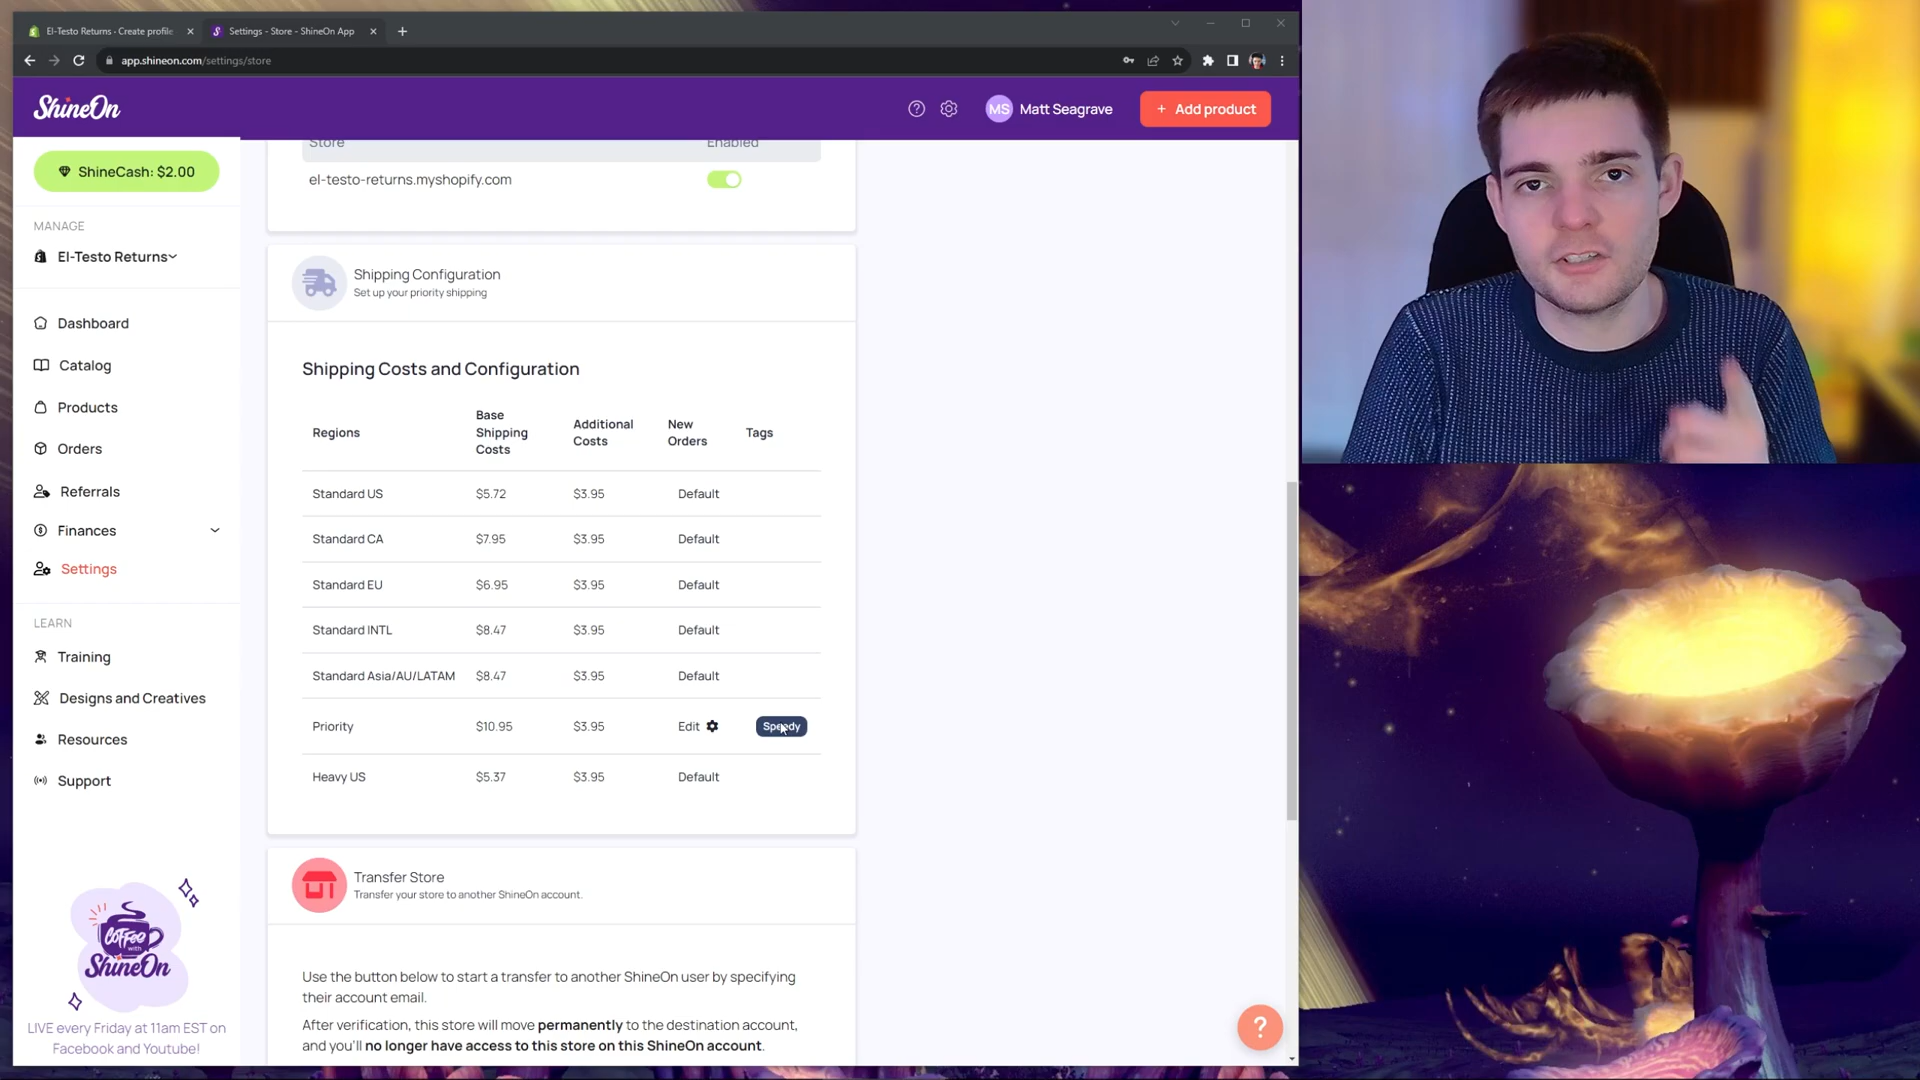 El-Testo Returns · Create profile
Settings - Store - ShineOn App
app.shineon.com/settings/store
ShineOn
MS Matt Seagrave
+ Add product
ShineCash: $2.00
MANAGE
El-Testo Returns
Dashboard
Catalog
Products
Orders
Referrals
Finances
Settings
LEARN
Training
Designs and Creatives
Resources
Support
COFFEE
with
ShineOn
LIVE every Friday at 11am EST on
Facebook and Youtube!
Store Enabled
el-testo-returns.myshopify.com
Shipping Configuration
Set up your priority shipping
Shipping Costs and Configuration
Regions Base Shipping Costs Additional Costs New Orders Tags
Standard US $5.72 $3.95 Default
Standard CA $7.95 $3.95 Default
Standard EU $6.95 $3.95 Default
Standard INTL $8.47 $3.95 Default
Standard Asia/AU/LATAM $8.47 $3.95 Default
Priority $10.95 $3.95 Edit Speedy
Heavy US $5.37 $3.95 Default
Transfer Store
Transfer your store to another ShineOn account.
Use the button below to start a transfer to another ShineOn user by specifying
their account email.
After verification, this store will move permanently to the destination account,
and you'll no longer have access to this store on this ShineOn account.
?